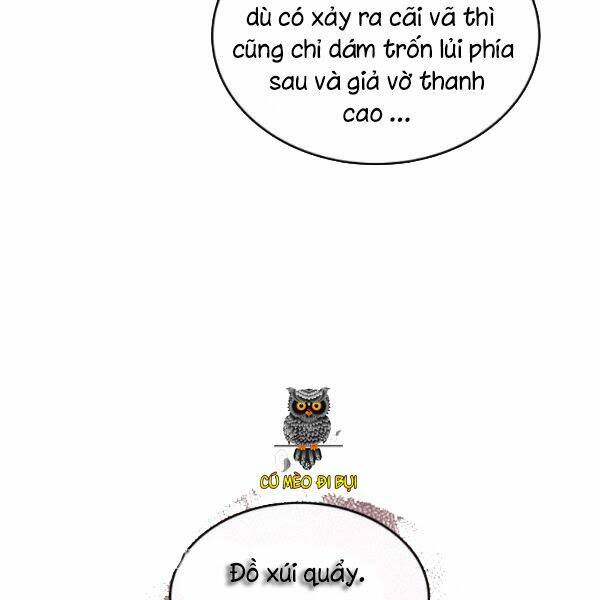 dù có xảy ra cãi vã thì
cũng chỉ dám trốn lủi phía
sau và giả vờ thanh
cao ...
CÚ MÈO ĐI BỤI
Đồ xúi quẩy.